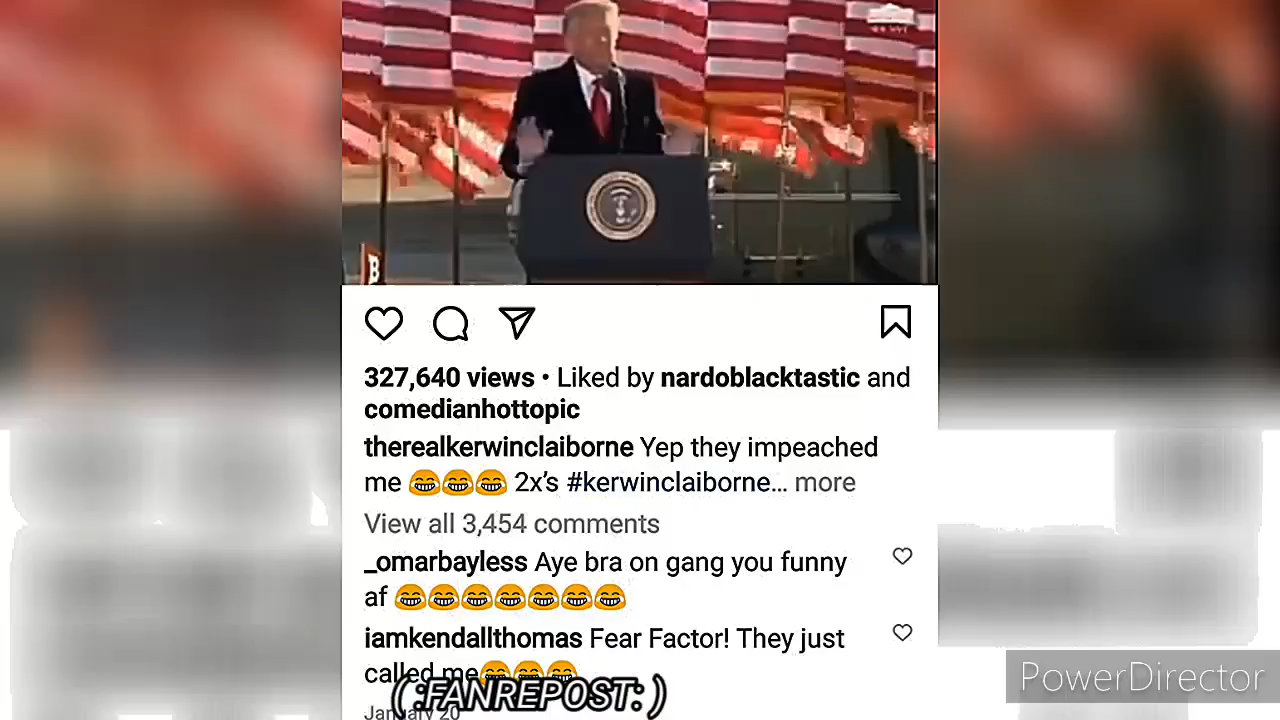 B
327,640 views • Liked by nardoblacktastic and
comedianhottopic
therealkerwinclaiborne Yep they impeached
me 😂😂😂 2x's #kerwinclaiborne... more
View all 3,454 comments
_omarbayless Aye bra on gang you funny
af 😂😂😂😂😂😂😂
iamkendallthomas Fear Factor! They just
called me😂😂😂
(:FANREPOST:)
January 20
PowerDirector